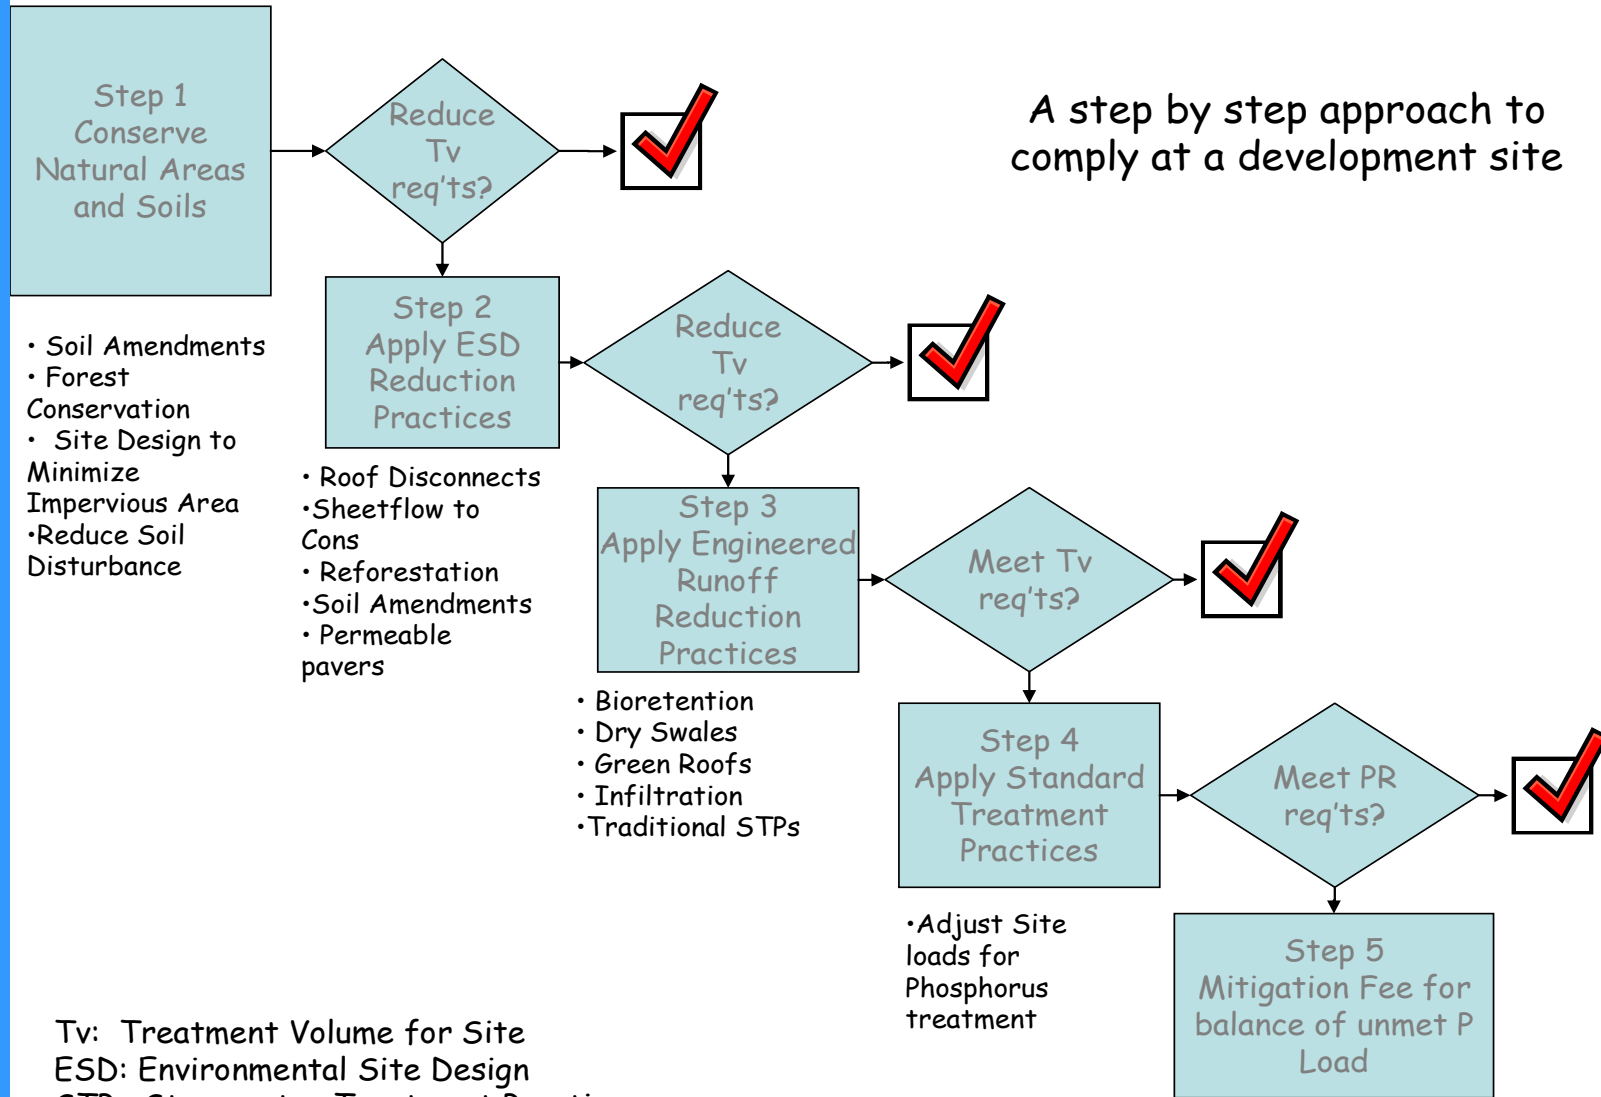 A step by step approach to
comply at a development site
Step 1
Conserve
Natural Areas
and Soils
Reduce
Tv
req'ts?
• Soil Amendments
• Forest
Conservation
• Site Design to
Minimize
Impervious Area
•Reduce Soil
Disturbance
Step 2
Apply ESD
Reduction
Practices
Reduce
Tv
req'ts?
• Roof Disconnects
•Sheetflow to
Cons
• Reforestation
•Soil Amendments
• Permeable
pavers
Step 3
Apply Engineered
Runoff
Reduction
Practices
Meet Tv
req'ts?
• Bioretention
• Dry Swales
• Green Roofs
• Infiltration
•Traditional STPs
Step 4
Apply Standard
Treatment
Practices
Meet PR
req'ts?
•Adjust Site
loads for
Phosphorus
treatment
Step 5
Mitigation Fee for
balance of unmet P
Load
Tv: Treatment Volume for Site
ESD: Environmental Site Design